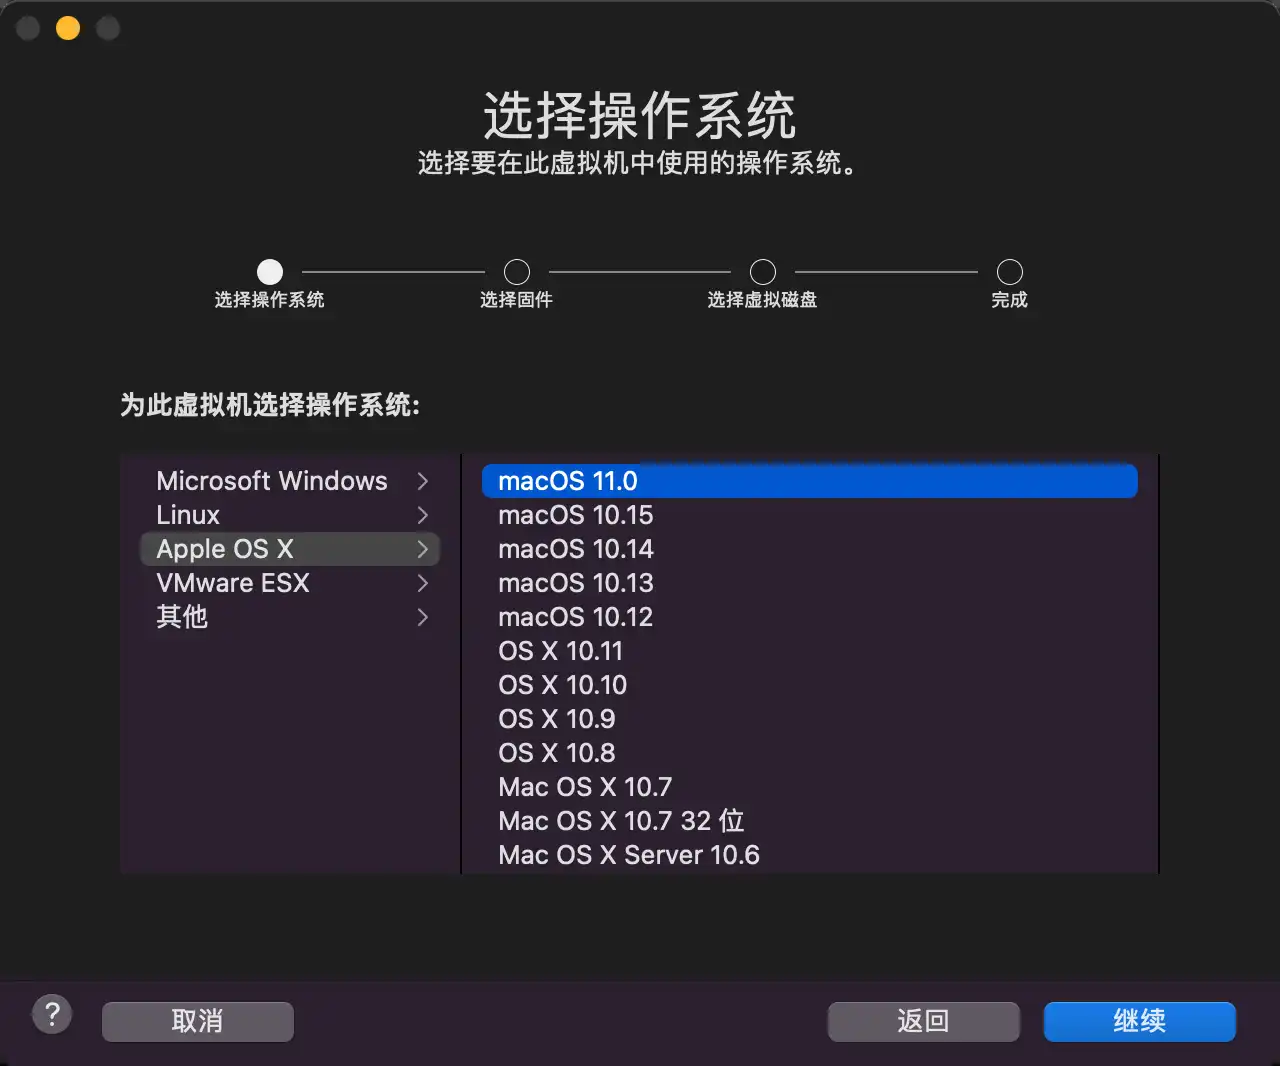 选择操作系统
选择要在此虚拟机中使用的操作系统。
选择操作系统
选择固件
选择虚拟磁盘
完成
为此虚拟机选择操作系统:
Microsoft Windows
Linux
Apple OS X
VMware ESX
其他
macOS 11.0
macOS 10.15
macOS 10.14
macOS 10.13
macOS 10.12
OS X 10.11
OS X 10.10
OS X 10.9
OS X 10.8
Mac OS X 10.7
Mac OS X 10.7 32 位
Mac OS X Server 10.6
?
取消
返回
继续